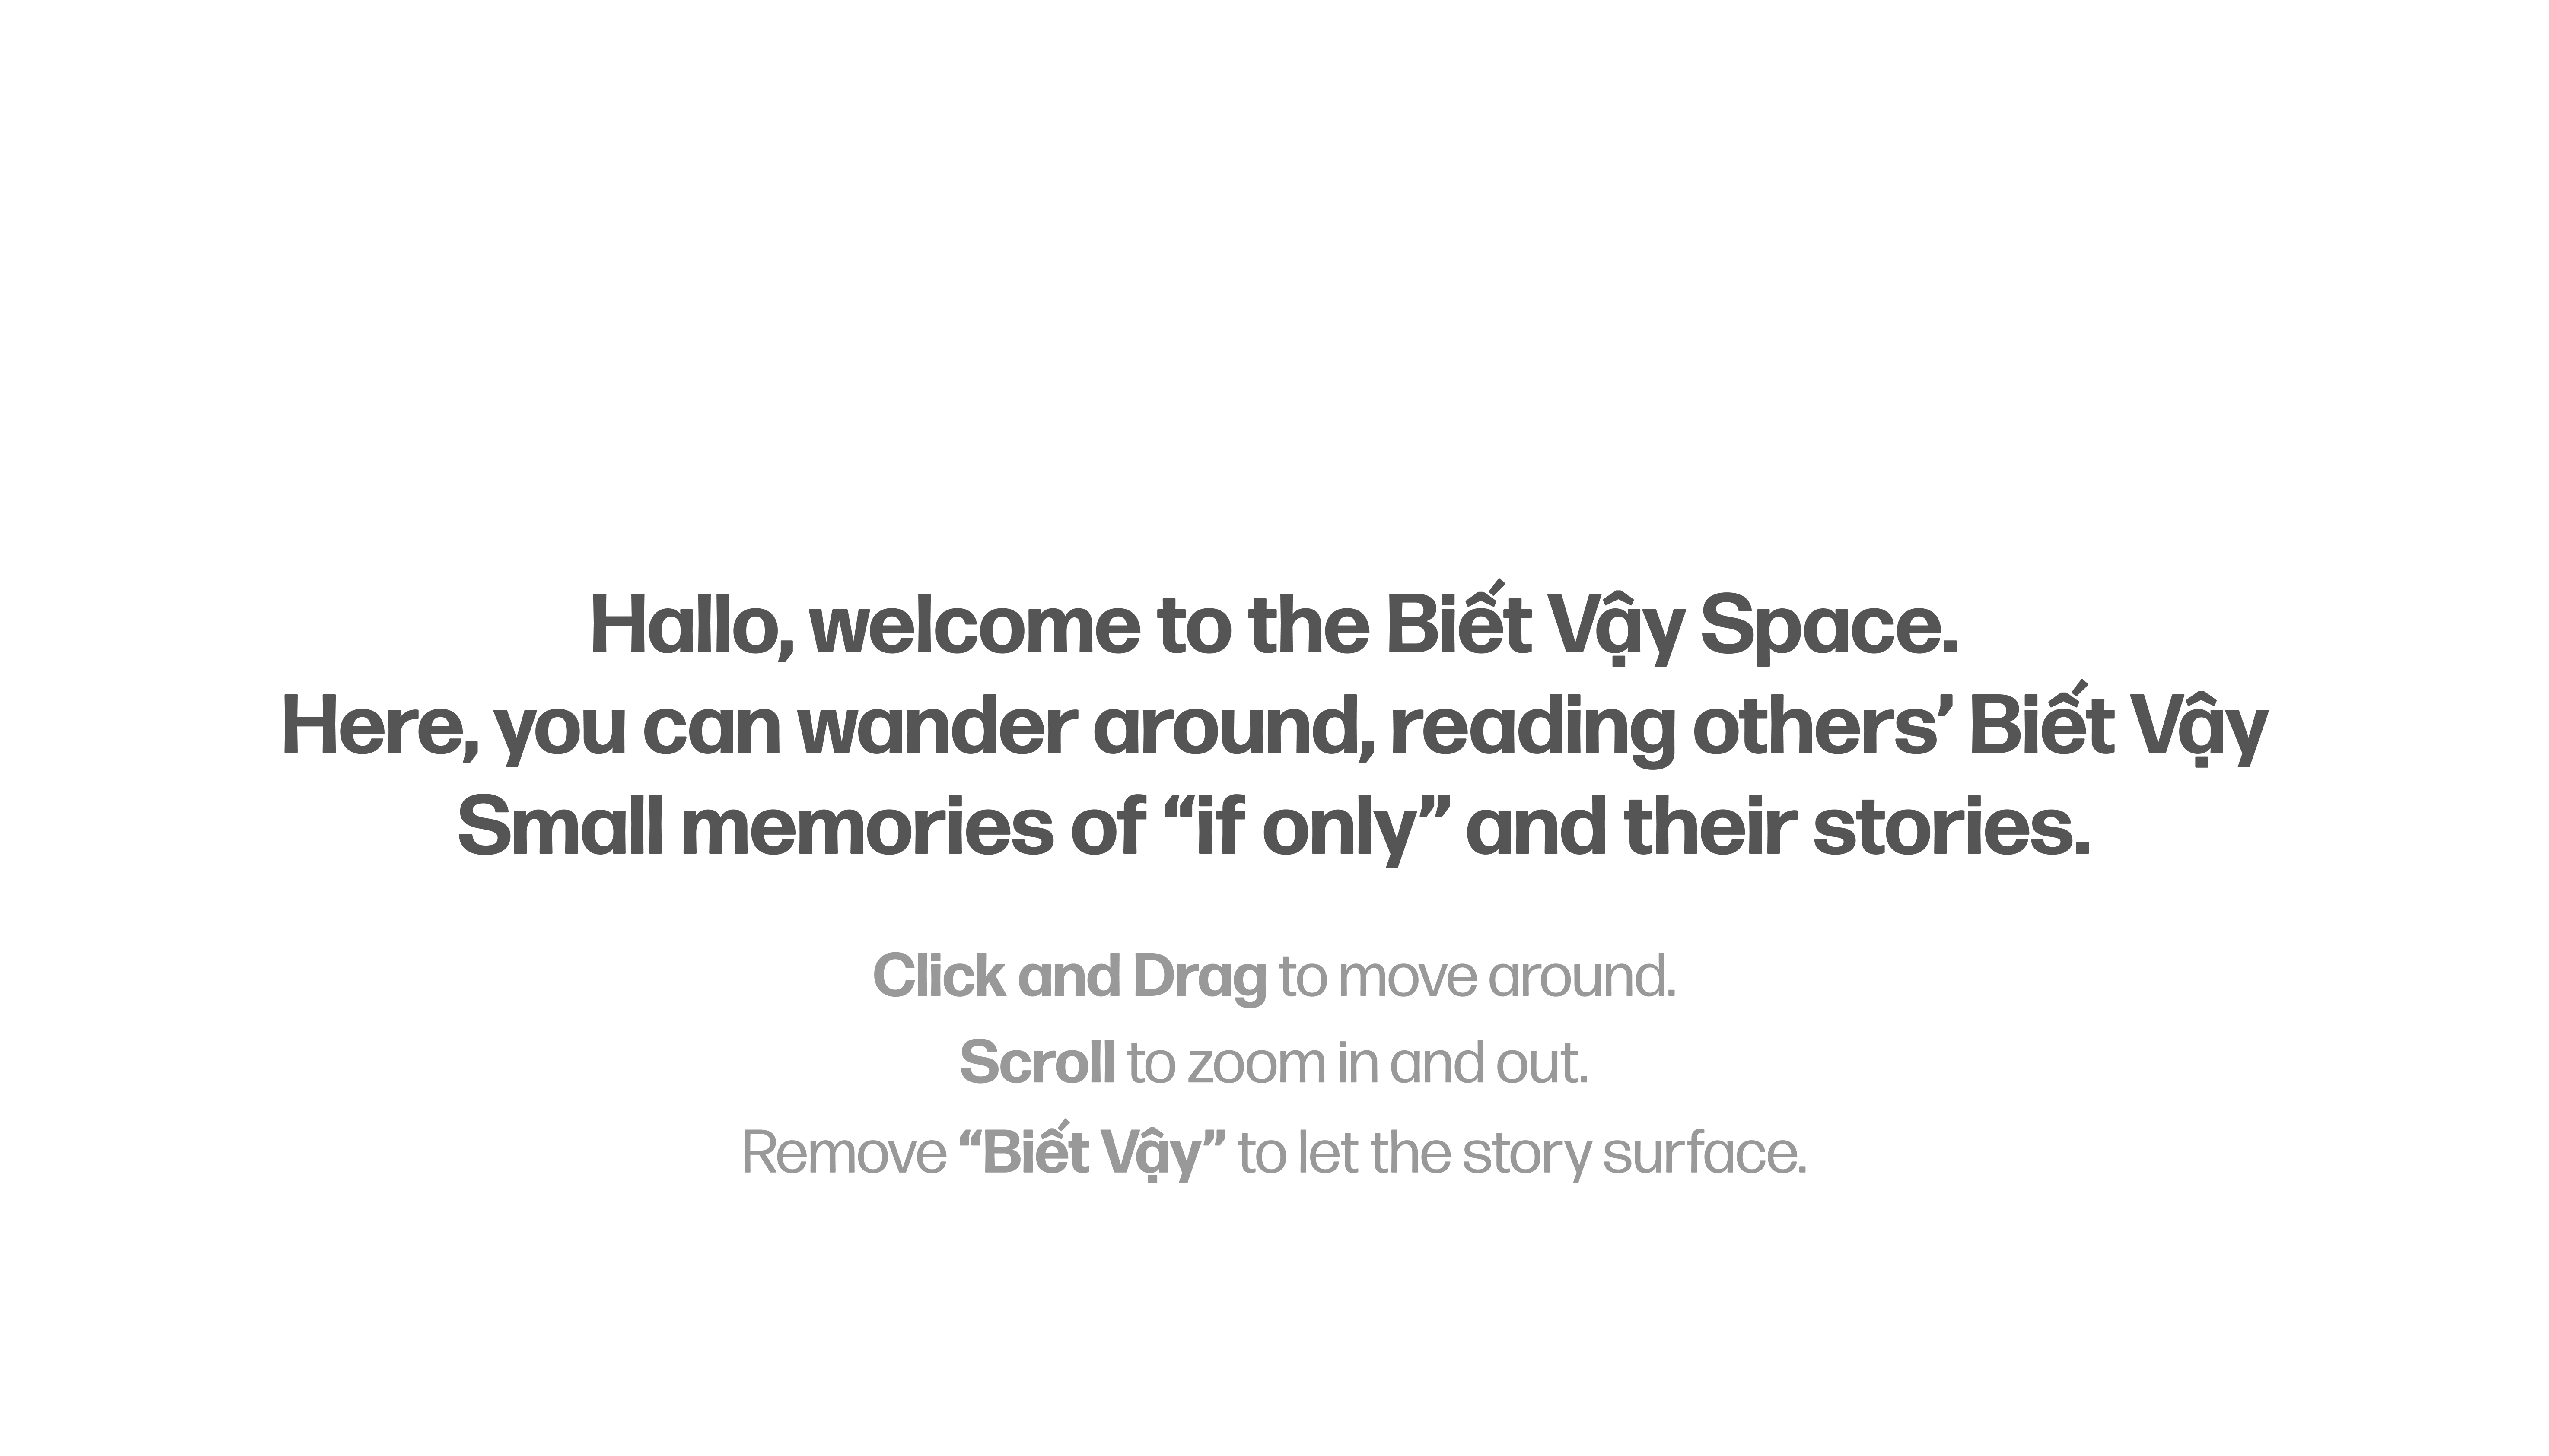 Hallo, welcome to the Biết Vậy Space.
Here, you can wander around, reading others’ Biết Vậy
Small memories of “if only” and their stories.
Click and Drag to move around.
Scroll to zoom in and out.
Remove “Biết Vậy” to let the story surface.